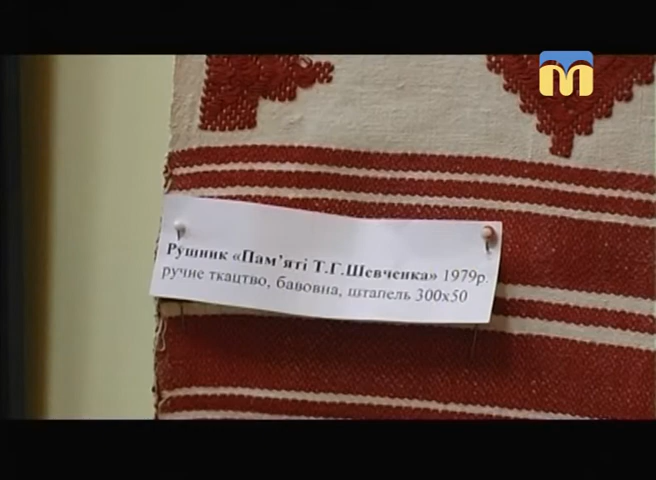 Рушник «Пам’яті Т.Г.Шевченка» 1979р.
ручне ткацтво, бавовна, штапель 300х50